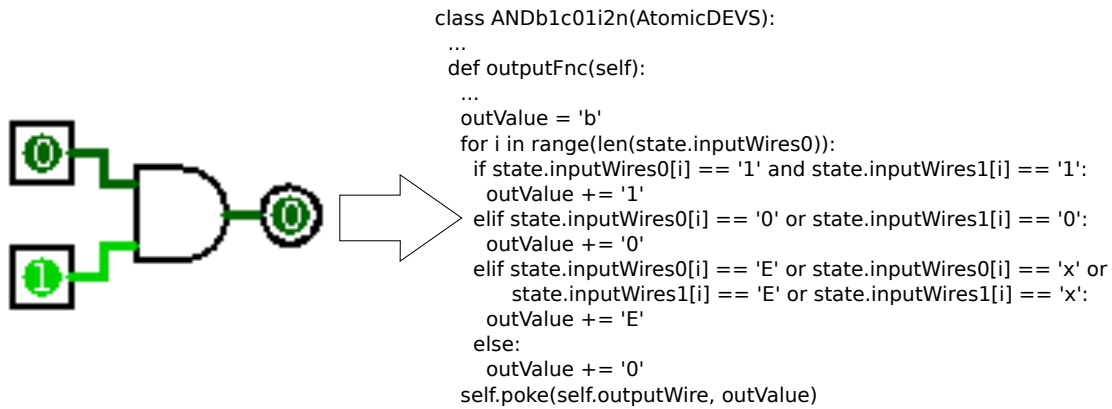 0
1
0
class ANDb1c01i2n(AtomicDEVS):
...
def outputFnc(self):
...
outValue = 'b'
for i in range(len(state.inputWires0)):
if state.inputWires0[i] == '1' and state.inputWires1[i] == '1':
outValue += '1'
elif state.inputWires0[i] == '0' or state.inputWires1[i] == '0':
outValue += '0'
elif state.inputWires0[i] == 'E' or state.inputWires0[i] == 'x' or
state.inputWires1[i] == 'E' or state.inputWires1[i] == 'x':
outValue += 'E'
else:
outValue += '0'
self.poke(self.outputWire, outValue)